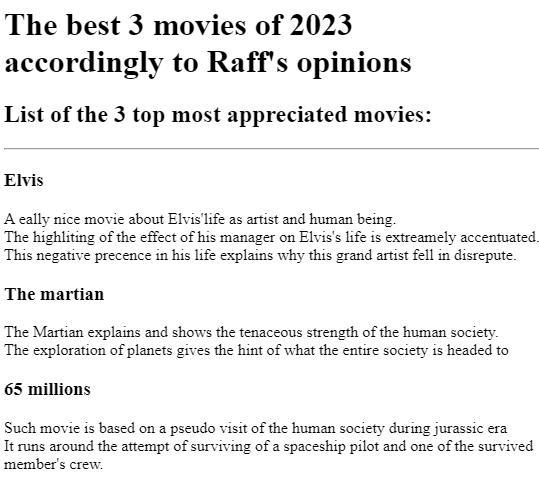 The best 3 movies of 2023
accordingly to Raff's opinions
List of the 3 top most appreciated movies:
Elvis
A eally nice movie about Elvis'life as artist and human being.
The highliting of the effect of his manager on Elvis's life is extreamely accentuated.
This negative precence in his life explains why this grand artist fell in disrepute.
The martian
The Martian explains and shows the tenaceous strength of the human society.
The exploration of planets gives the hint of what the entire society is headed to
65 millions
Such movie is based on a pseudo visit of the human society during jurassic era
It runs around the attempt of surviving of a spaceship pilot and one of the survived
member's crew.